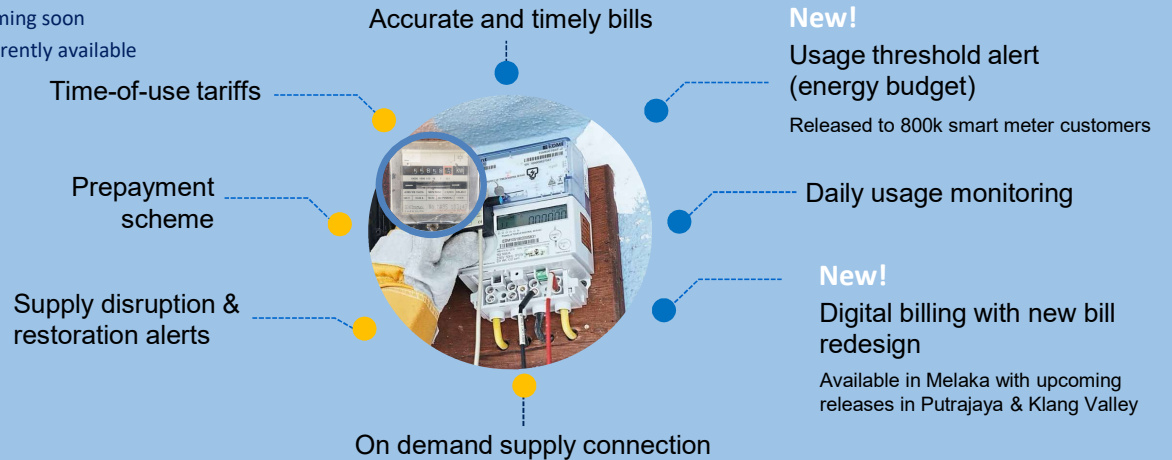 ming soon
rently available
Accurate and timely bills
New!
Usage threshold alert
(energy budget)
Released to 800k smart meter customers
Time-of-use tariffs
Prepayment
scheme
Daily usage monitoring
Supply disruption &
restoration alerts
New!
Digital billing with new bill
redesign
Available in Melaka with upcoming
releases in Putrajaya & Klang Valley
On demand supply connection